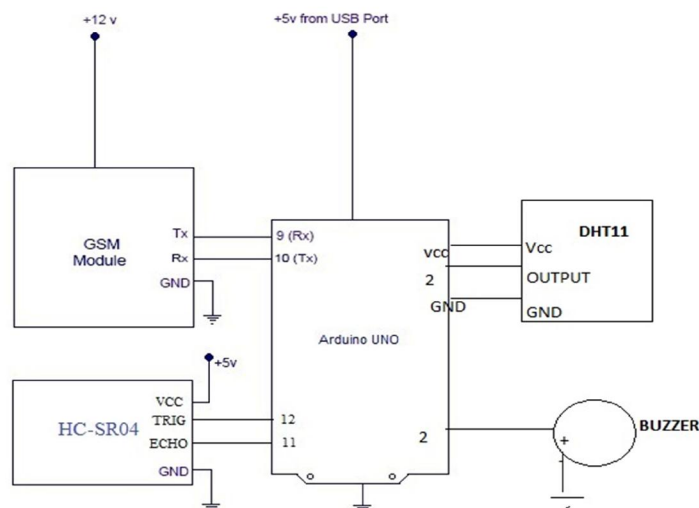 +12 v
+5v from USB Port
GSM
Module
Tx
Rx
GND
9 (Rx)
10 (Tx)
Arduino UNO
vcc
2
GND
DHT11
Vcc
OUTPUT
GND
+5v
HC-SR04
VCC
TRIG
ECHO
GND
12
11
2
BUZZER
+
-